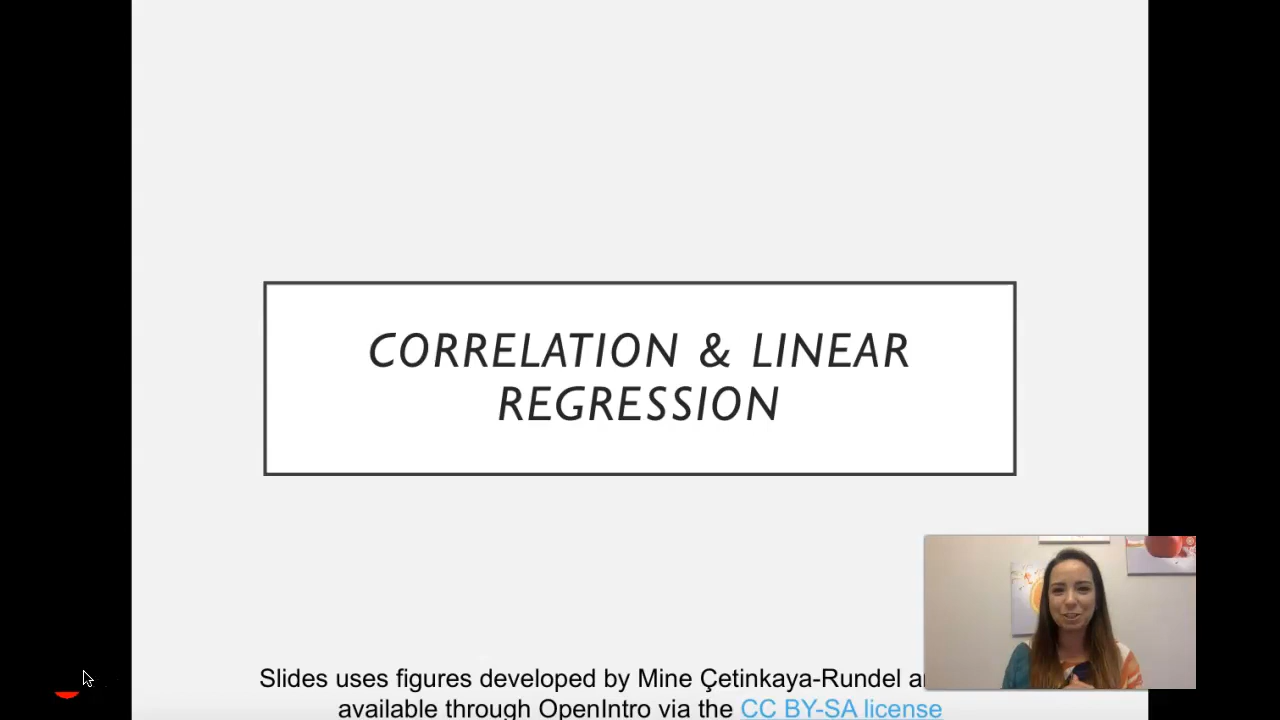 CORRELATION & LINEAR
REGRESSION
Slides uses figures developed by Mine Çetinkaya-Rundel
available through OpenIntro via the CC BY-SA license